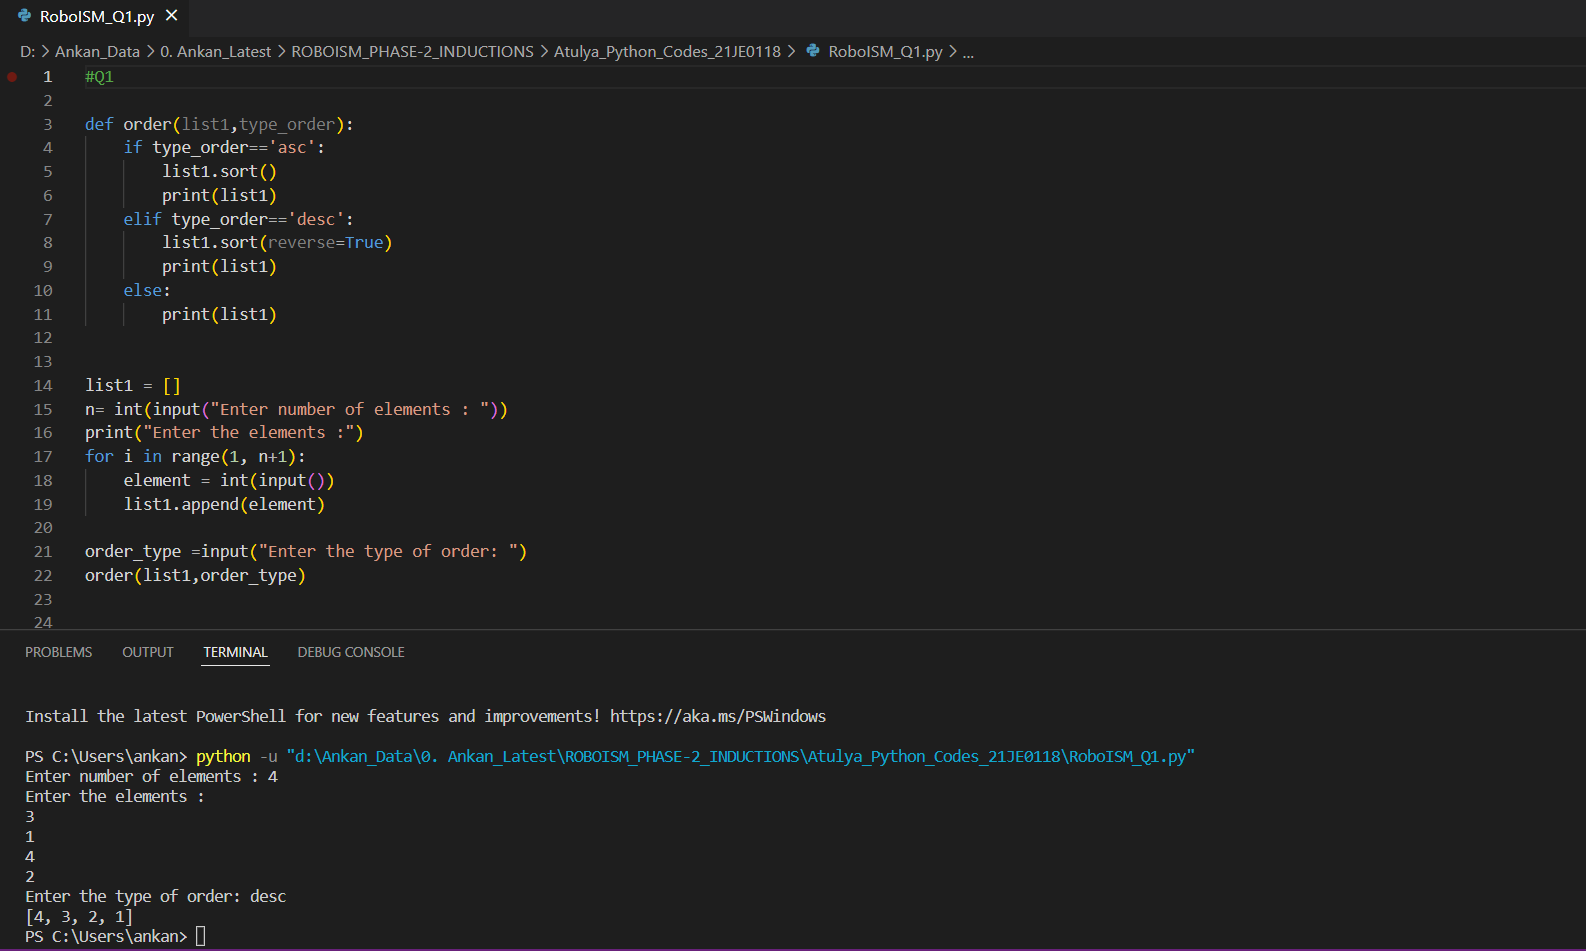 RoboISM_Q1.py
D: > Ankan_Data > 0. Ankan_Latest > ROBOISM_PHASE-2_INDUCTIONS > Atulya_Python_Codes_21JE0118 > RoboISM_Q1.py > ...
1 #Q1
2
3 def order(list1,type_order):
4     if type_order=='asc':
5         list1.sort()
6         print(list1)
7     elif type_order=='desc':
8         list1.sort(reverse=True)
9         print(list1)
10     else:
11         print(list1)
12
13
14 list1 = []
15 n= int(input("Enter number of elements : "))
16 print("Enter the elements :")
17 for i in range(1, n+1):
18     element = int(input())
19     list1.append(element)
20
21 order_type =input("Enter the type of order: ")
22 order(list1,order_type)
23
24
PROBLEMS OUTPUT TERMINAL DEBUG CONSOLE
Install the latest PowerShell for new features and improvements! https://aka.ms/PSWindows
PS C:\Users\ankan> python -u "d:\Ankan_Data\0. Ankan_Latest\ROBOISM_PHASE-2_INDUCTIONS\Atulya_Python_Codes_21JE0118\RoboISM_Q1.py"
Enter number of elements : 4
Enter the elements :
3
1
4
2
Enter the type of order: desc
[4, 3, 2, 1]
PS C:\Users\ankan>